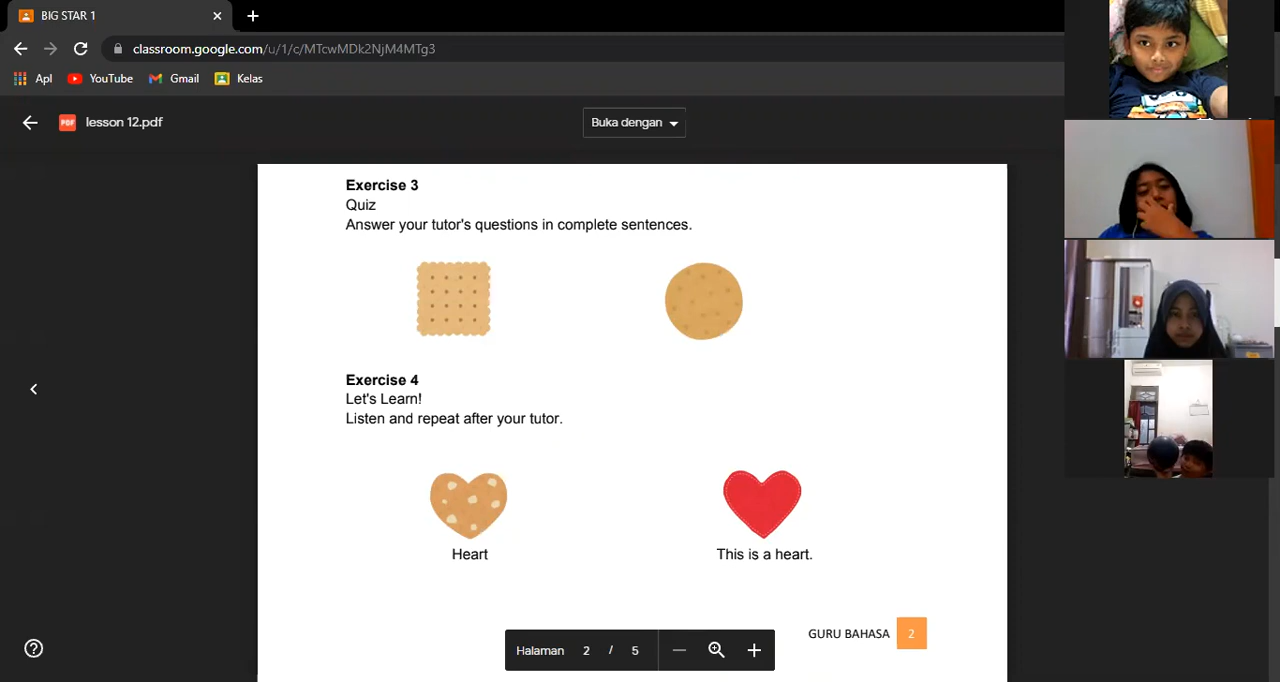 BIG STAR 1
classroom.google.com/u/1/c/MTcwMDk2NjM4MTg3
Apl YouTube Gmail Kelas
PDF lesson 12.pdf
Buka dengan
Exercise 3
Quiz
Answer your tutor's questions in complete sentences.
Exercise 4
Let's Learn!
Listen and repeat after your tutor.
Heart This is a heart.
GURU BAHASA 2
Halaman 2 / 5